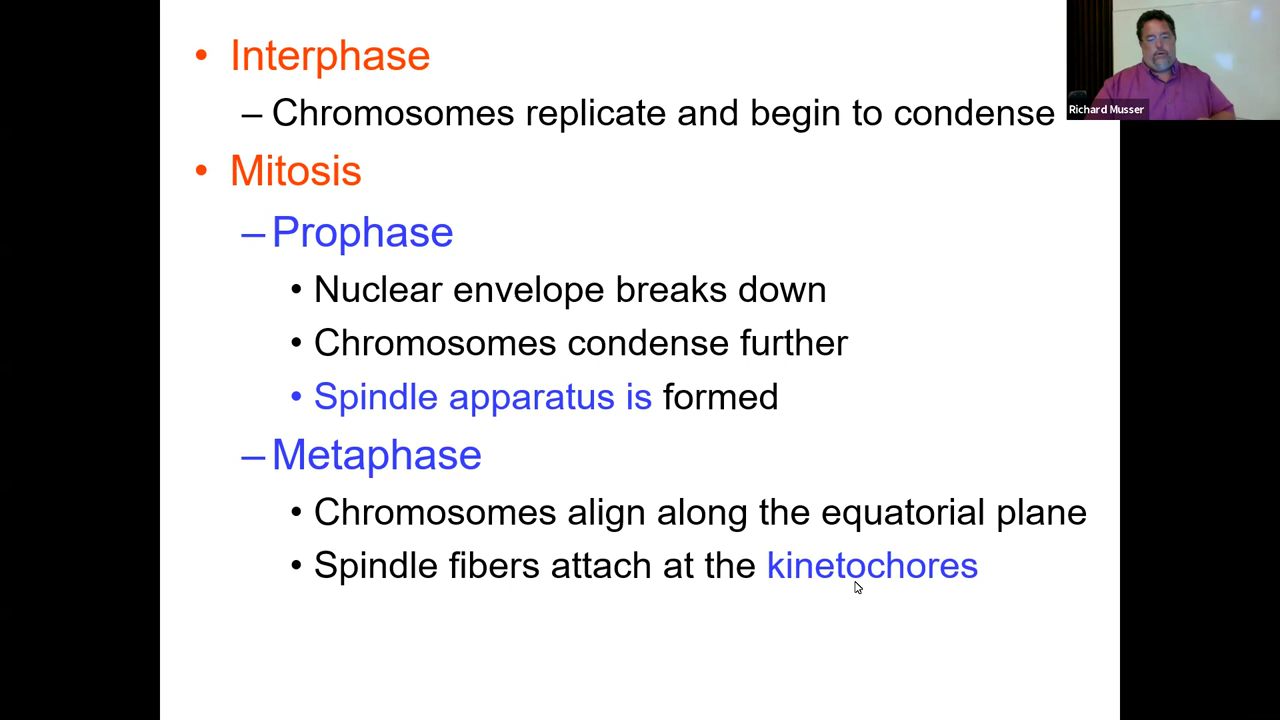 • Interphase
– Chromosomes replicate and begin to condense
Richard Musser
• Mitosis
– Prophase
• Nuclear envelope breaks down
• Chromosomes condense further
• Spindle apparatus is formed
– Metaphase
• Chromosomes align along the equatorial plane
• Spindle fibers attach at the kinetochores